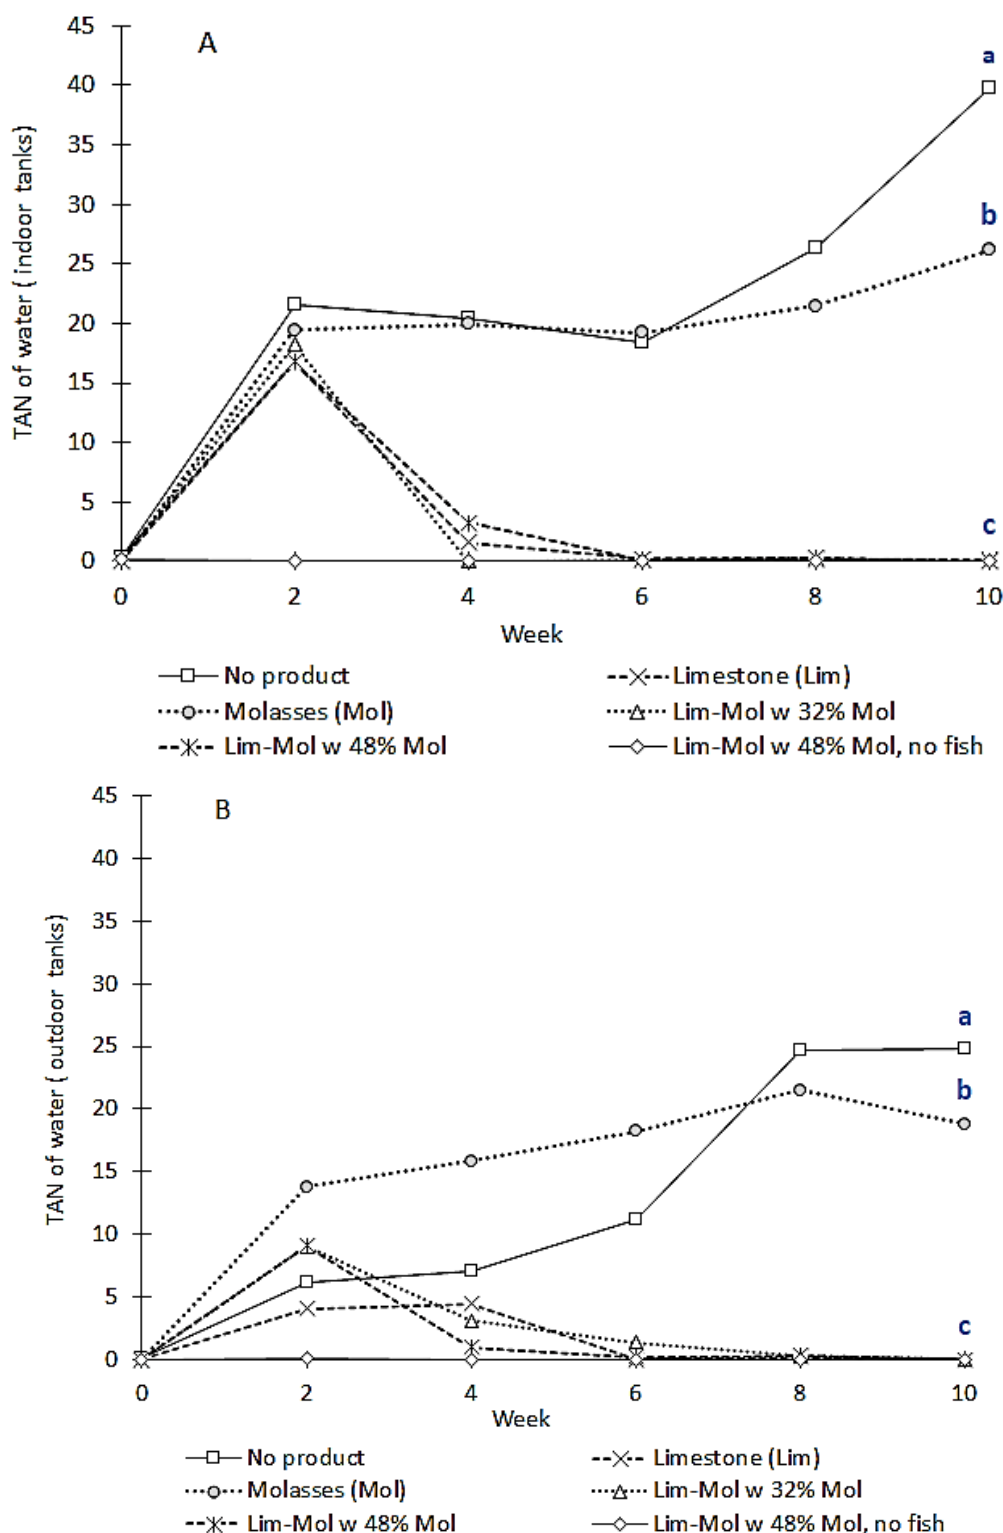 45
A
a
40
35
30
b
25
20
15
10
5
c
0
TAN of water ( indoor tanks)
0 2 4 6 8 10
Week
No product Limestone (Lim)
Molasses (Mol) Lim-Mol w 32% Mol
Lim-Mol w 48% Mol Lim-Mol w 48% Mol, no fish
45
B
40
35
30
a
25
b
20
15
10
5
c
0
TAN of water ( outdoor tanks)
0 2 4 6 8 10
Week
No product Limestone (Lim)
Molasses (Mol) Lim-Mol w 32% Mol
Lim-Mol w 48% Mol Lim-Mol w 48% Mol, no fish